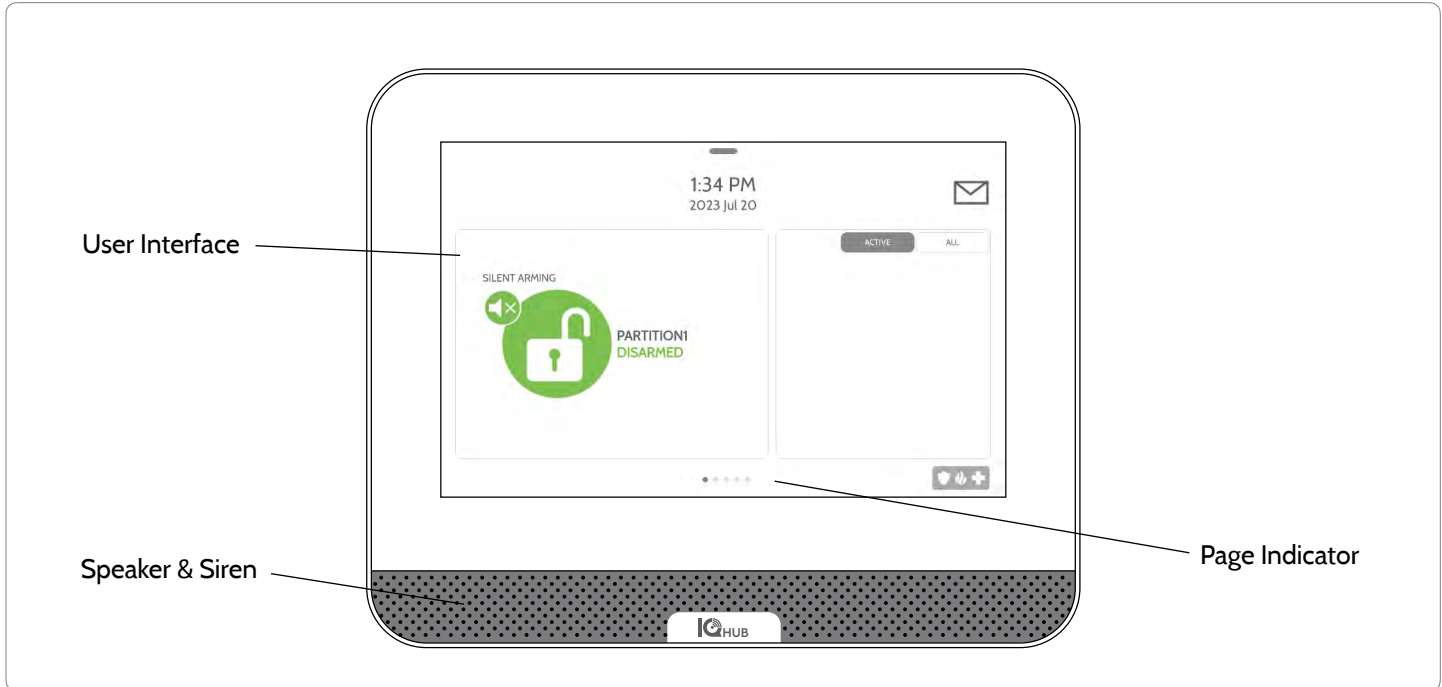 1:34 PM
2023 Jul 20
User Interface
ACTIVE
ALL
SILENT ARMING
PARTITION1
DISARMED
Speaker & Siren
Page Indicator
IQ HUB